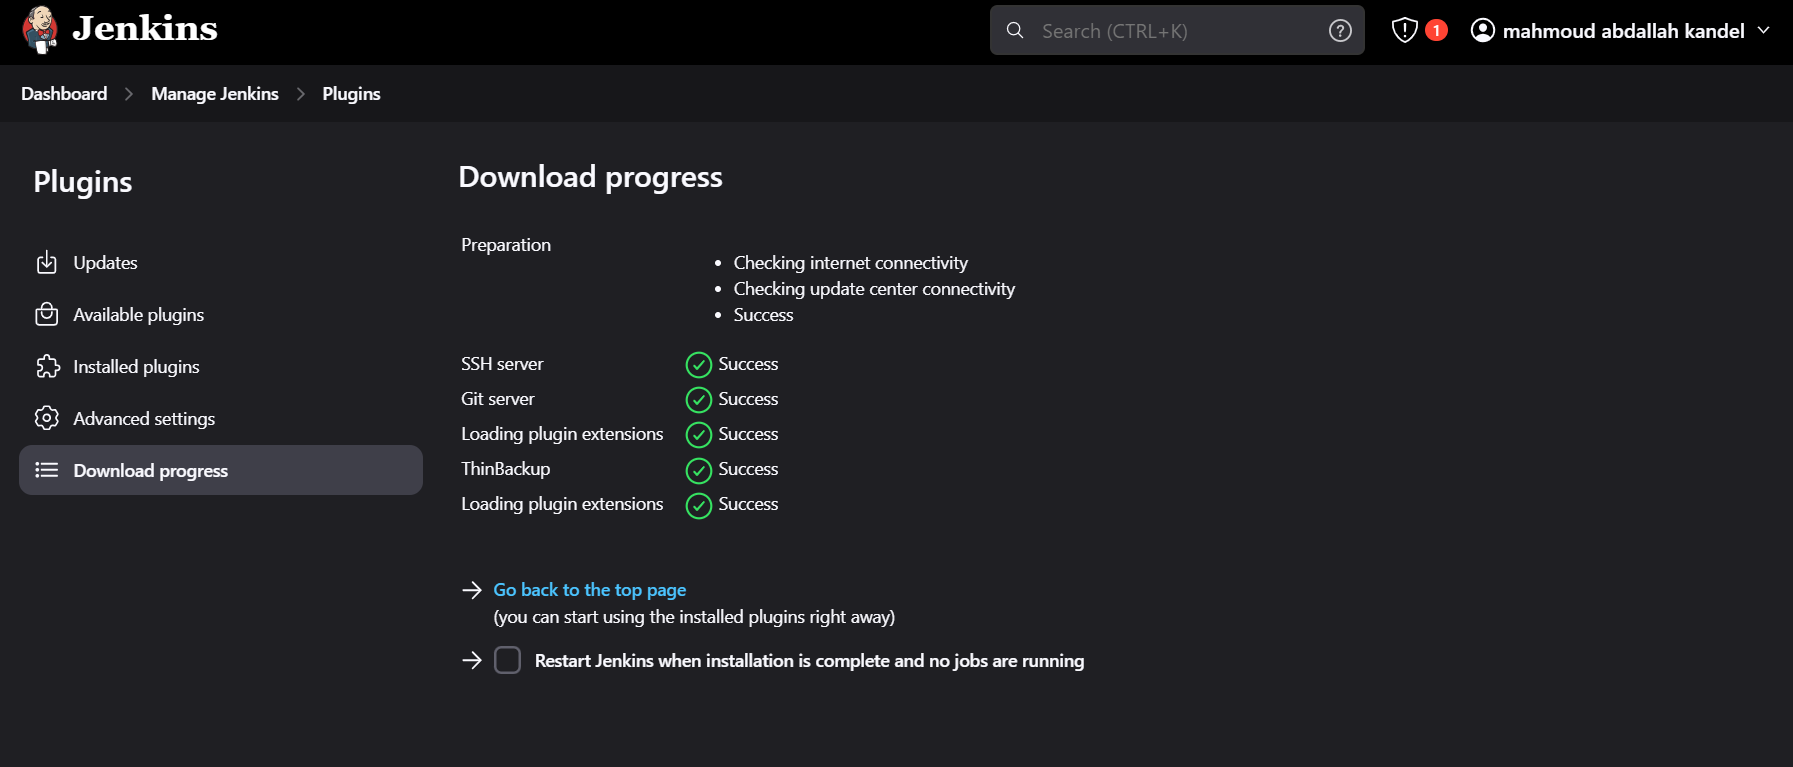 Jenkins
Search (CTRL+K)
1
mahmoud abdallah kandel
Dashboard
Manage Jenkins
Plugins
Plugins
Updates
Available plugins
Installed plugins
Advanced settings
Download progress
Download progress
Preparation
Checking internet connectivity
Checking update center connectivity
Success
SSH server Success
Git server Success
Loading plugin extensions Success
ThinBackup Success
Loading plugin extensions Success
Go back to the top page
(you can start using the installed plugins right away)
Restart Jenkins when installation is complete and no jobs are running